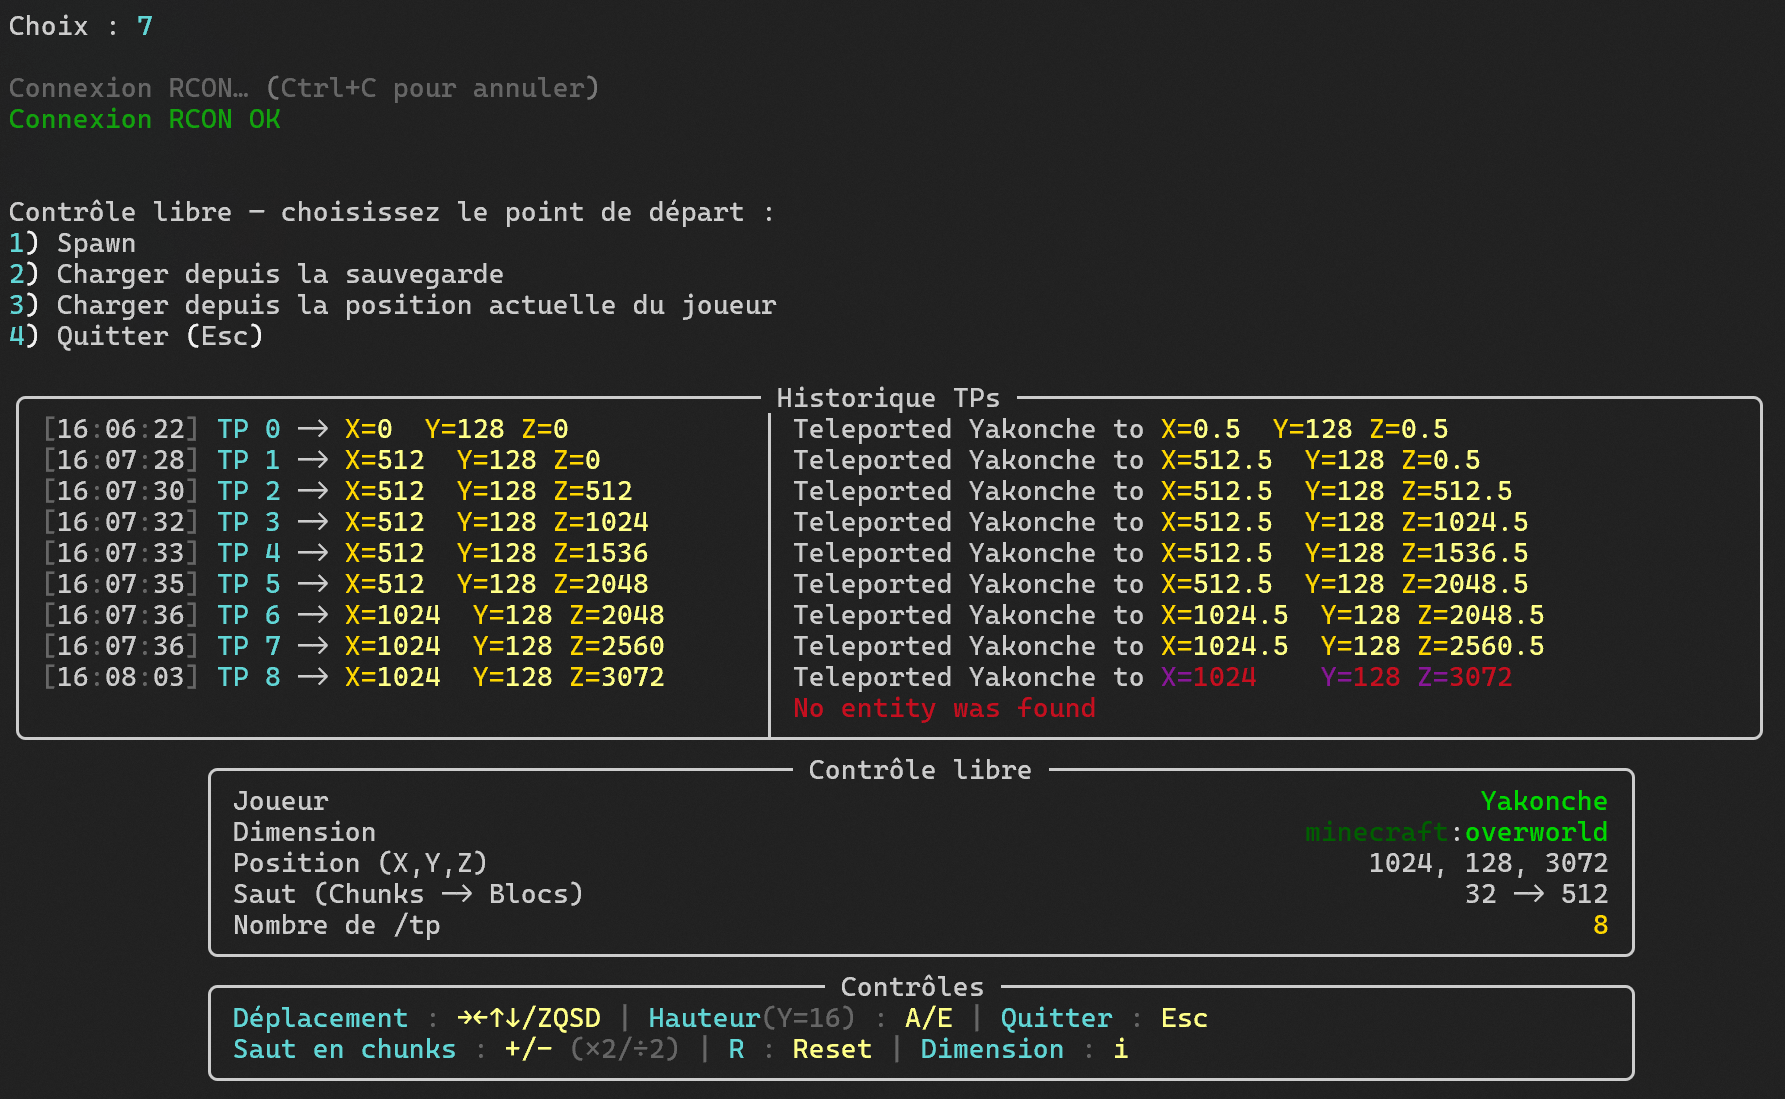 Choix : 7
Connexion RCON… (Ctrl+C pour annuler)
Connexion RCON OK
Contrôle libre — choisissez le point de départ :
1) Spawn
2) Charger depuis la sauvegarde
3) Charger depuis la position actuelle du joueur
4) Quitter (Esc)
Historique TPs
[16:06:22] TP 0 → X=0 Y=128 Z=0 Teleported Yakonche to X=0.5 Y=128 Z=0.5
[16:07:28] TP 1 → X=512 Y=128 Z=0 Teleported Yakonche to X=512.5 Y=128 Z=0.5
[16:07:30] TP 2 → X=512 Y=128 Z=512 Teleported Yakonche to X=512.5 Y=128 Z=512.5
[16:07:32] TP 3 → X=512 Y=128 Z=1024 Teleported Yakonche to X=512.5 Y=128 Z=1024.5
[16:07:33] TP 4 → X=512 Y=128 Z=1536 Teleported Yakonche to X=512.5 Y=128 Z=1536.5
[16:07:35] TP 5 → X=512 Y=128 Z=2048 Teleported Yakonche to X=512.5 Y=128 Z=2048.5
[16:07:36] TP 6 → X=1024 Y=128 Z=2048 Teleported Yakonche to X=1024.5 Y=128 Z=2048.5
[16:07:36] TP 7 → X=1024 Y=128 Z=2560 Teleported Yakonche to X=1024.5 Y=128 Z=2560.5
[16:08:03] TP 8 → X=1024 Y=128 Z=3072 Teleported Yakonche to X=1024 Y=128 Z=3072
No entity was found
Contrôle libre
Joueur Yakonche
Dimension minecraft:overworld
Position (X,Y,Z) 1024, 128, 3072
Saut (Chunks → Blocs) 32 → 512
Nombre de /tp 8
Contrôles
Déplacement : →←↑↓/ZQSD | Hauteur(Y=16) : A/E | Quitter : Esc
Saut en chunks : +/- (×2/÷2) | R : Reset | Dimension : i